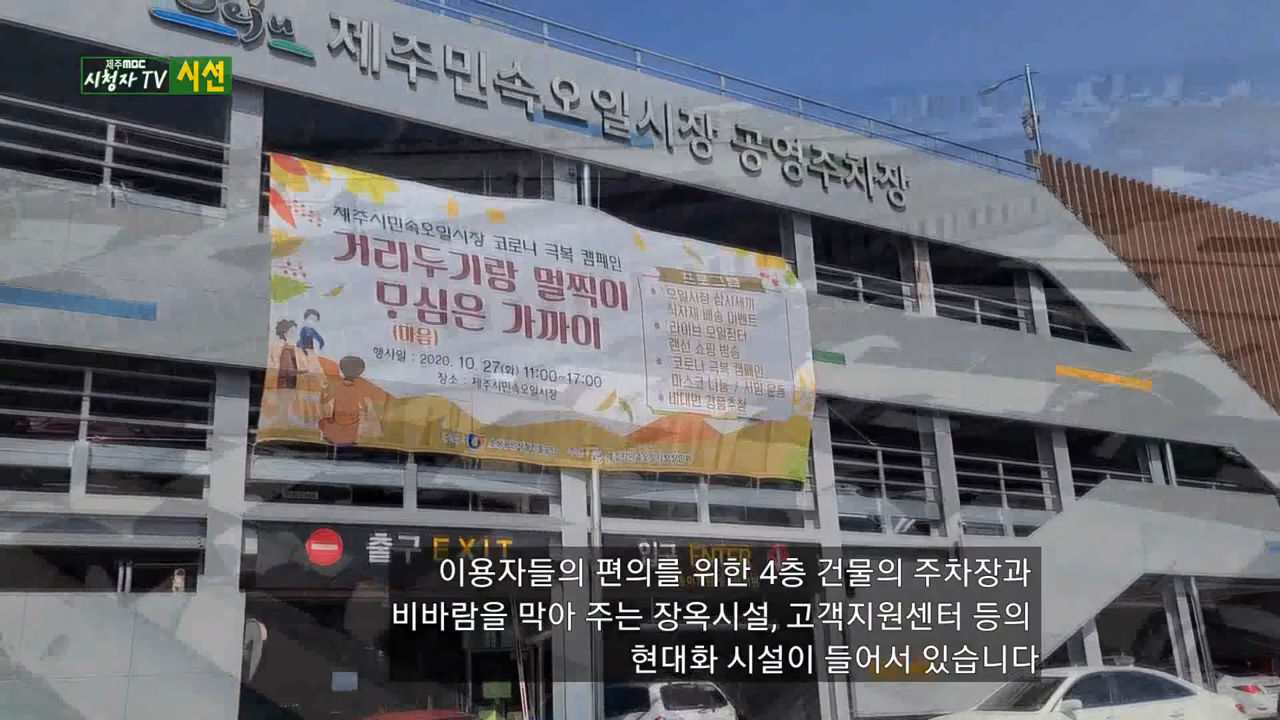 제주MBC
시청자 TV 시선
Jeju
제주민속오일시장 공영주차장
제주시민속오일시장 코로나 극복 캠페인
거리두기랑 멀찍이
무심은 가까이
(마음)
행사일 : 2020. 10. 27(화) 11:00~17:00
장소 : 제주시민속오일시장
프로그램
• 오일시장 삼시세끼
식자재 배송 이벤트
• 라이브 오일장터
랜선 쇼핑 방송
• 코로나 극복 캠페인
마스크 나눔 / 서명 운동
• 비대면 경품추첨
출구 EXIT
입구 ENTER
이용자들의 편의를 위한 4층 건물의 주차장과
비바람을 막아 주는 장옥시설, 고객지원센터 등의
현대화 시설이 들어서 있습니다